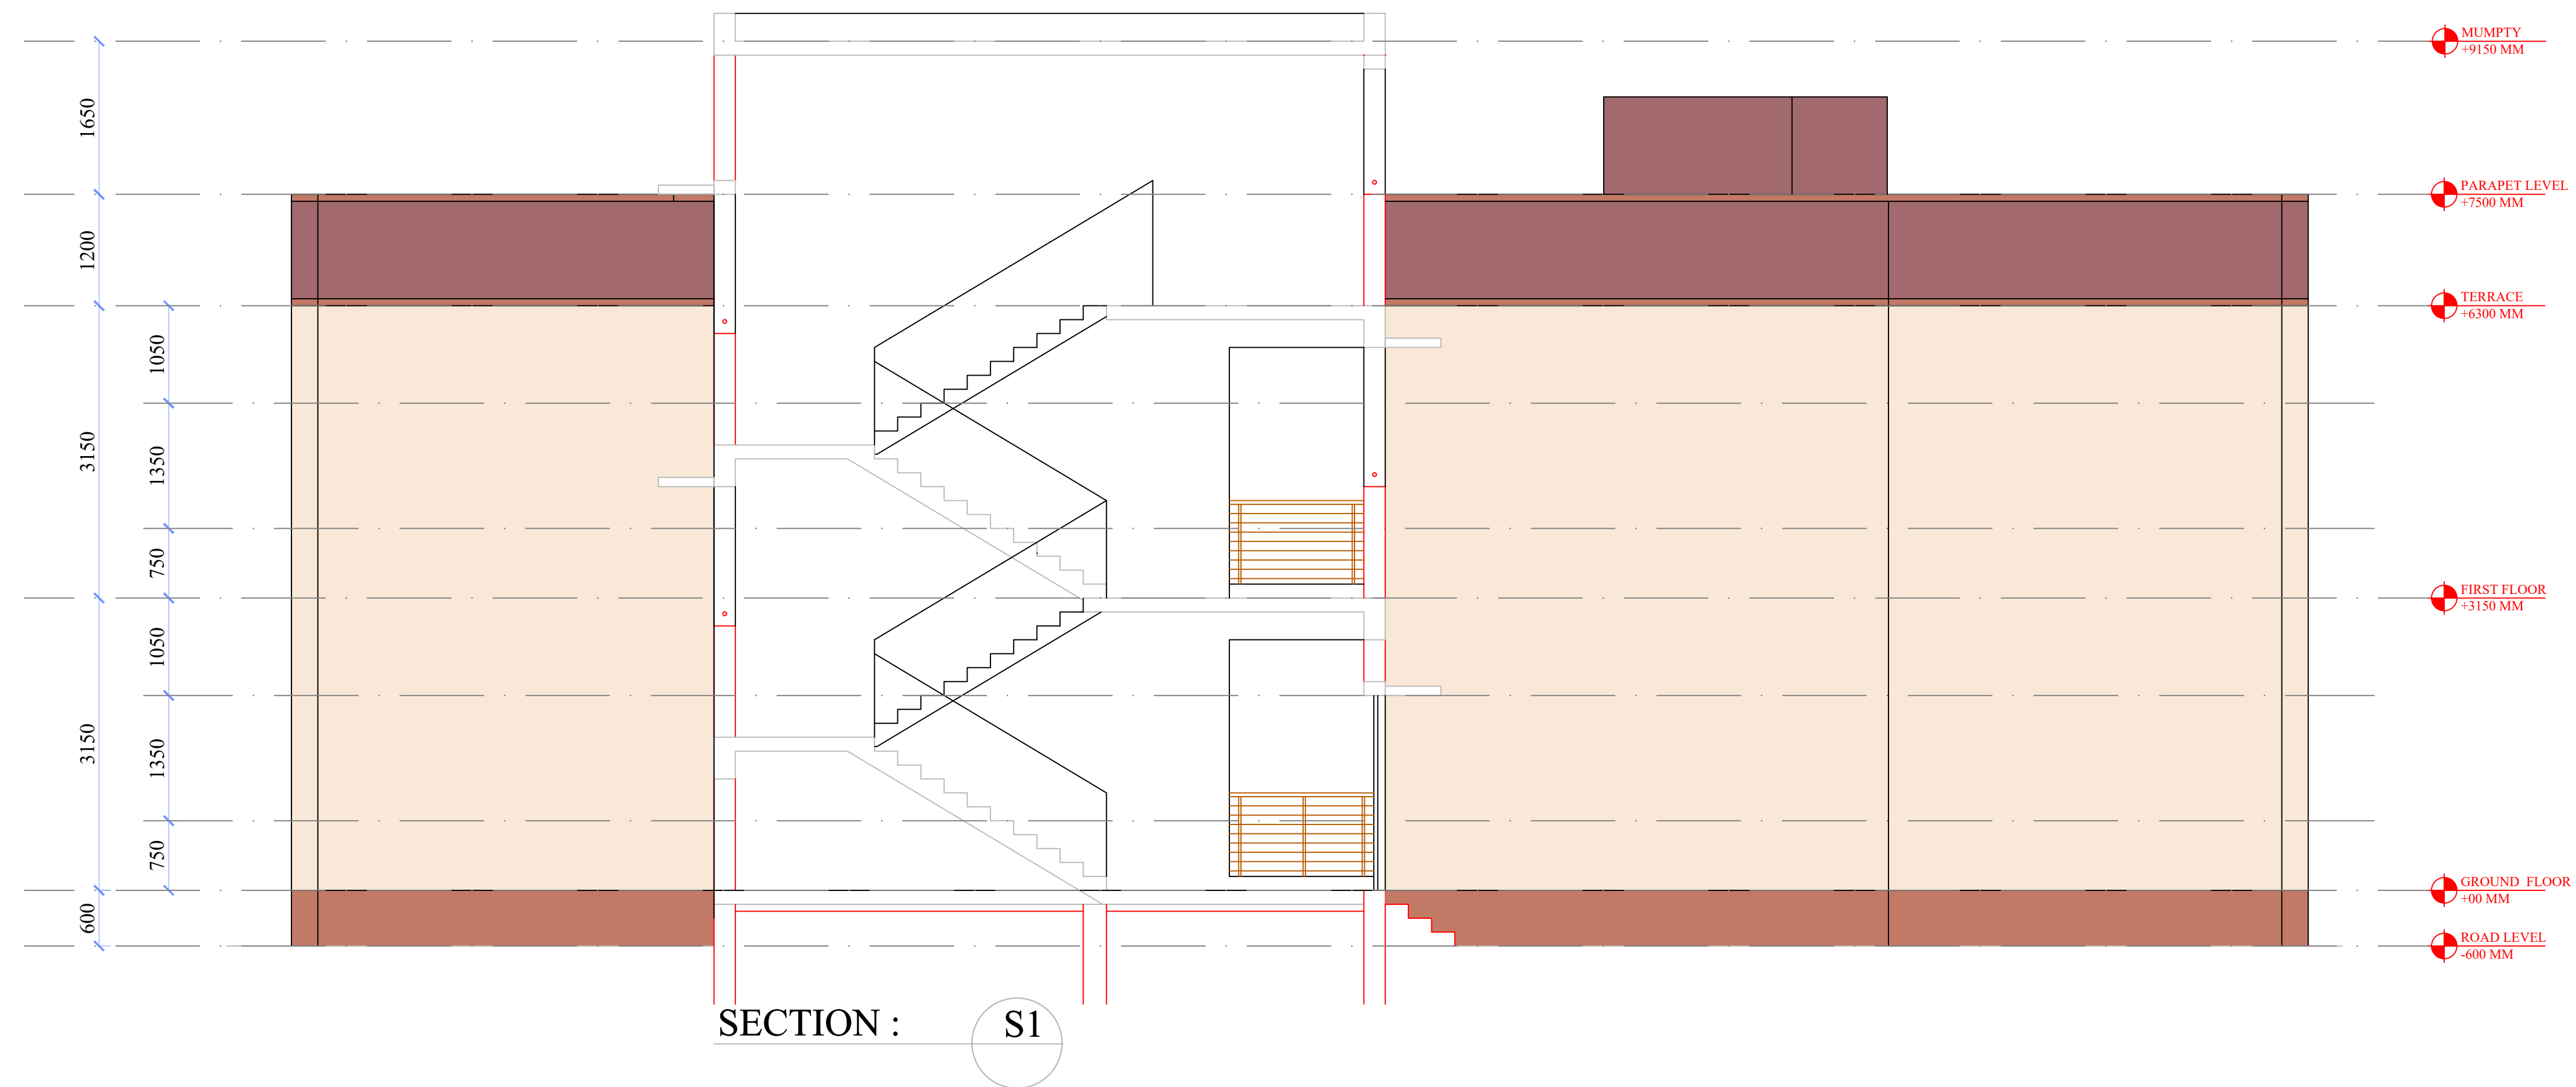 MUMPTY
+9150 MM
1650
PARAPET LEVEL
+7500 MM
1200
TERRACE
+6300 MM
1050
3150
1350
750
FIRST FLOOR
+3150 MM
1050
3150
1350
750
GROUND FLOOR
+00 MM
600
ROAD LEVEL
-600 MM
SECTION : S1